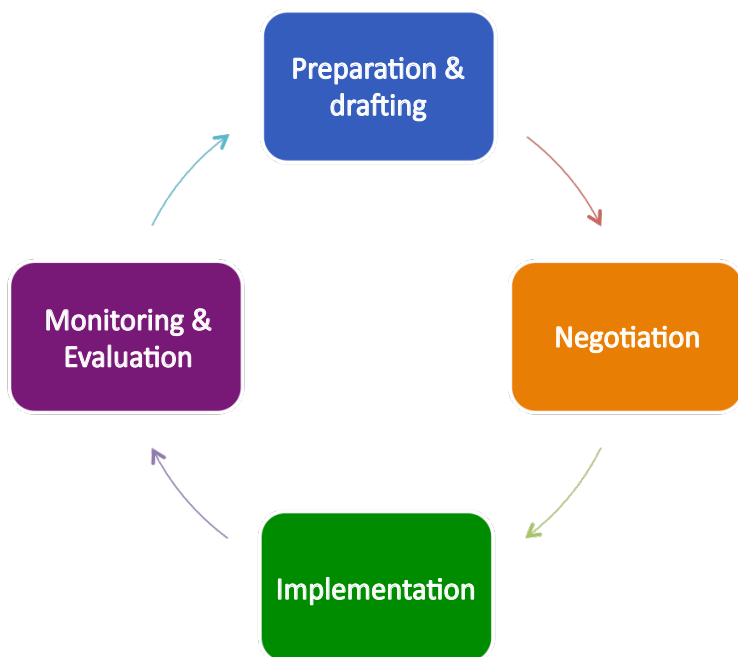 Preparation &
drafting
Negotiation
Implementation
Monitoring &
Evaluation